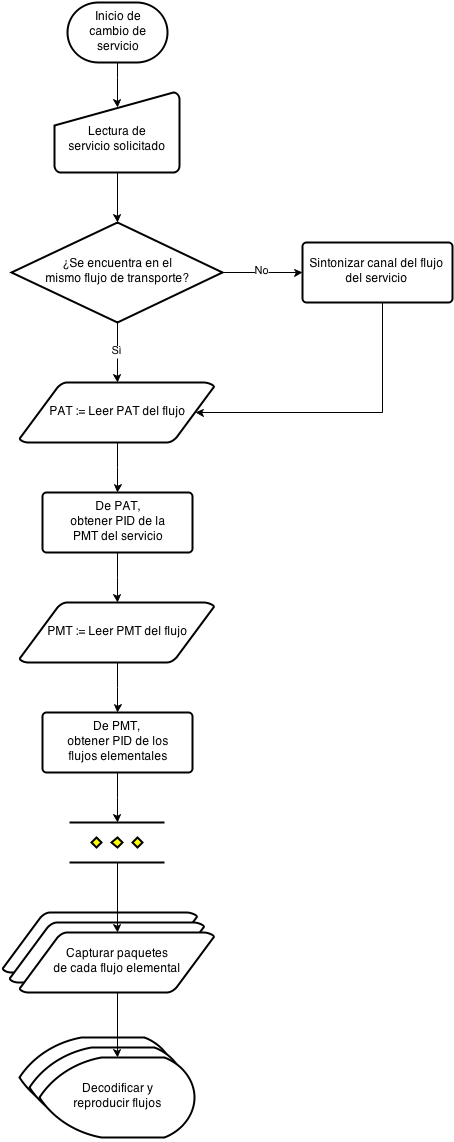 Inicio de
cambio de
servicio
Lectura de
servicio solicitado
¿Se encuentra en el
mismo flujo de transporte?
No
Sintonizar canal del flujo
del servicio
Sì
PAT := Leer PAT del flujo
De PAT,
obtener PID de la
PMT del servicio
PMT := Leer PMT del flujo
De PMT,
obtener PID de los
flujos elementales
Capturar paquetes
de cada flujo elemental
Decodificar y
reproducir flujos